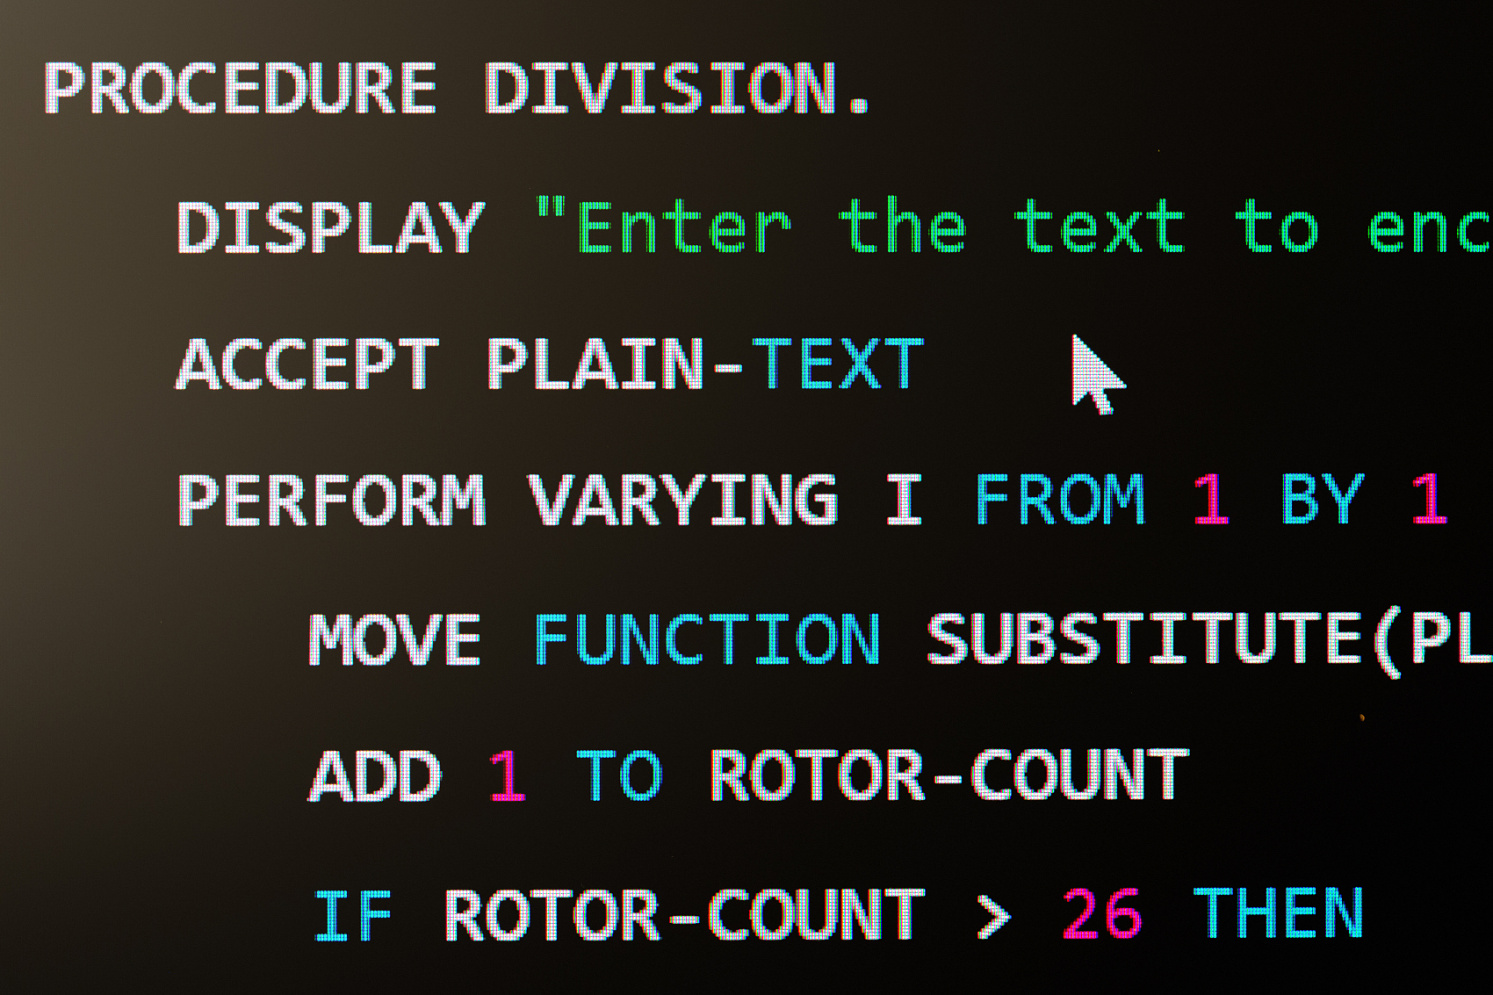 PROCEDURE DIVISION.
DISPLAY "Enter the text to enc
ACCEPT PLAIN-TEXT
PERFORM VARYING I FROM 1 BY 1
MOVE FUNCTION SUBSTITUTE(PL
ADD 1 TO ROTOR-COUNT
IF ROTOR-COUNT > 26 THEN